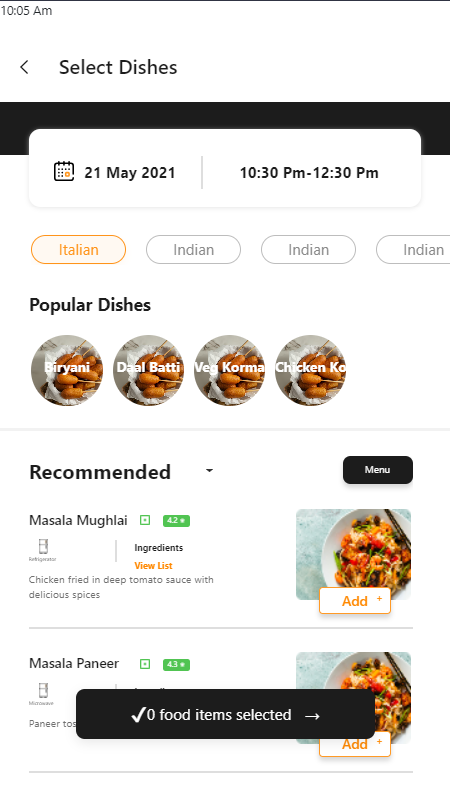 10:05 Am
Select Dishes
21 May 2021
10:30 Pm-12:30 Pm
Italian
Indian
Indian
Indian
Popular Dishes
Biryani
Daal Batti
Veg Korma
Chicken Ko
Recommended
Menu
Masala Mughlai
4.2
Refrigerator
Ingredients
View List
Chicken fried in deep tomato sauce with
delicious spices
Add +
Masala Paneer
4.3
Microwave
Paneer
✓0 food items selected →
Add +